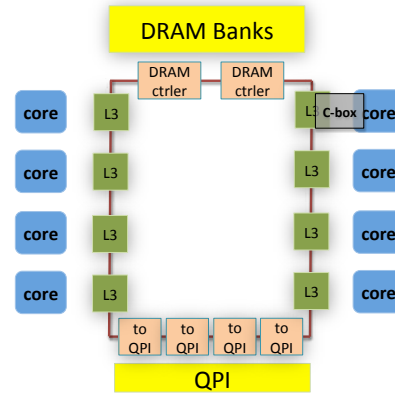 DRAM Banks
DRAM
ctrler
DRAM
ctrler
core
L3
L3
C-box
core
core
L3
L3
core
core
L3
L3
core
core
L3
L3
core
to
QPI
to
QPI
to
QPI
to
QPI
QPI